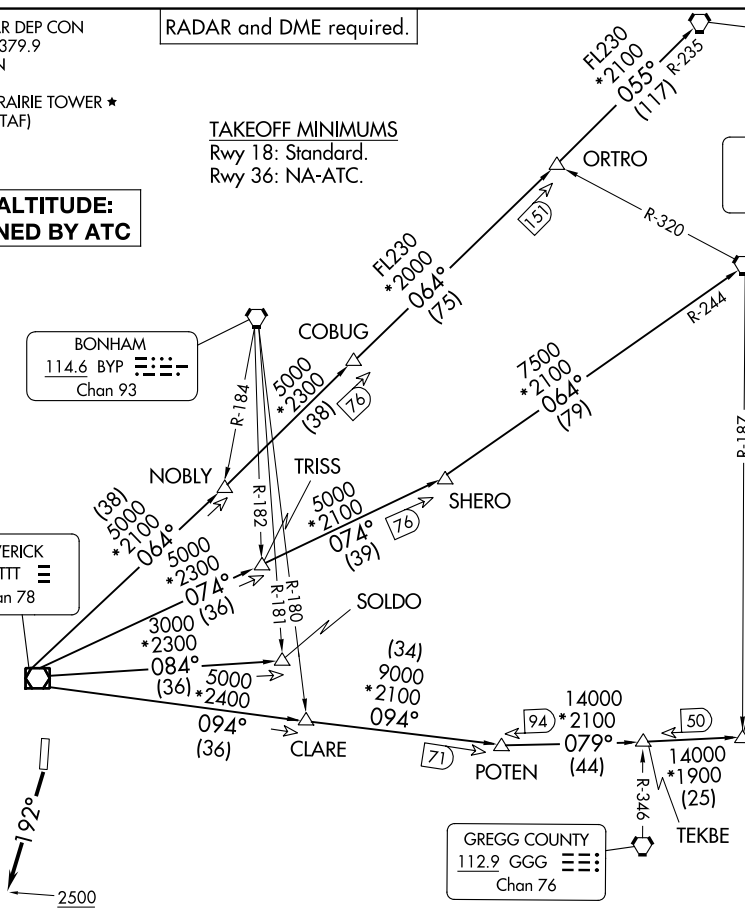 R DEP CON
379.9
N
RAIRIE TOWER ★
TAF)
RADAR and DME required.
TAKEOFF MINIMUMS
Rwy 18: Standard.
Rwy 36: NA-ATC.
ALTITUDE:
NED BY ATC
FL230
*2100
055°
(117)
R-235
ORTRO
151
R-320
FL230
*2000
064°
(75)
R-244
BONHAM
114.6 BYP
Chan 93
COBUG
5000
*2300
(38)
76
7500
*2100
064°
(79)
R-184
R-187
NOBLY
TRISS
R-182
5000
*2100
074°
(39)
76
SHERO
(38)
5000
*2100
064°
5000
*2300
074°
(36)
R-181
R-180
VERICK
TTT
an 78
SOLDO
3000
*2300
084°
(36)
5000
*2400
094°
(36)
CLARE
(34)
9000
*2100
094°
71
94
POTEN
14000
*2100
079°
(44)
50
14000
*1900
(25)
TEKBE
R-346
GREGG COUNTY
112.9 GGG
Chan 76
192°
2500